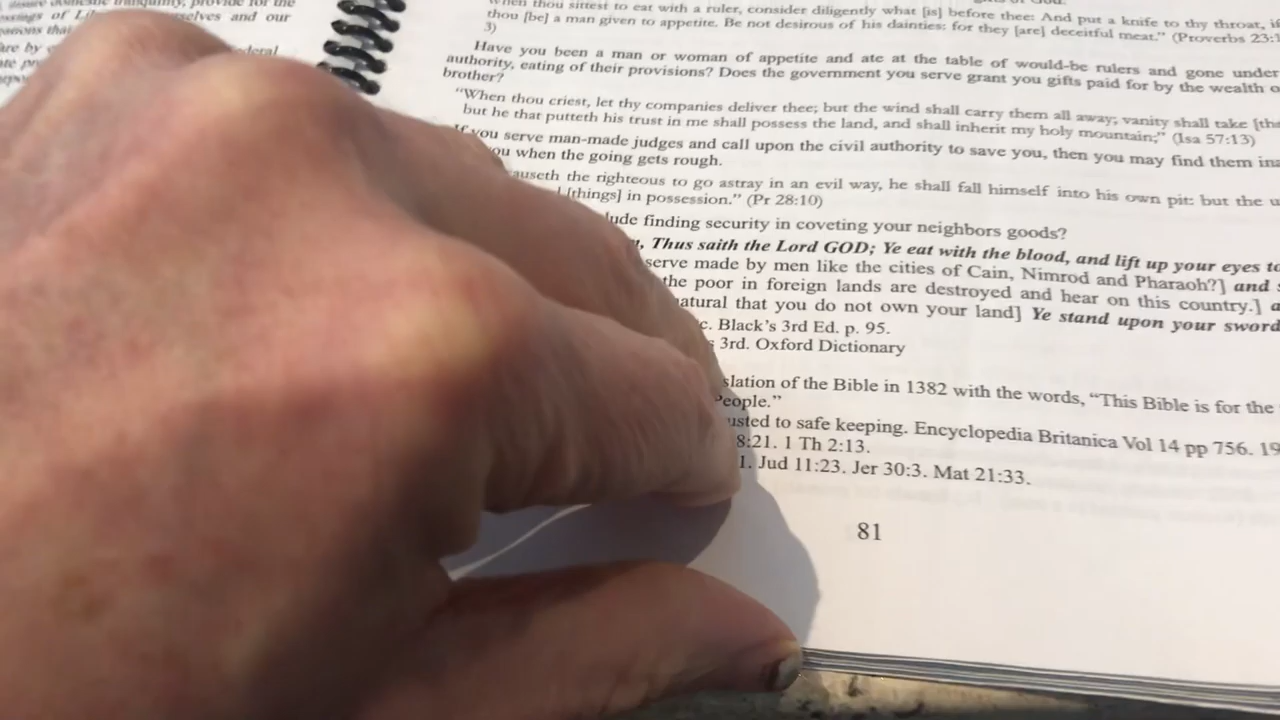 desire domestic tranquility, provide for the
selves and our
are by
ederal
when thou sittest to eat with a ruler, consider diligently what [is] before thee: And put a knife to thy throat, if
thou [be] a man given to appetite. Be not desirous of his dainties: for they [are] deceitful meat.” (Proverbs 23:1
3)
Have you been a man or woman of appetite and ate at the table of would-be rulers and gone under
authority, eating of their provisions? Does the government you serve grant you gifts paid for by the wealth o
brother?
“When thou criest, let thy companies deliver thee; but the wind shall carry them all away; vanity shall take [the
but he that putteth his trust in me shall possess the land, and shall inherit my holy mountain;” (Isa 57:13)
If you serve man-made judges and call upon the civil authority to save you, then you may find them ina
ou when the going gets rough.
auseth the righteous to go astray in an evil way, he shall fall himself into his own pit: but the u
[things] in possession.” (Pr 28:10)
lude finding security in coveting your neighbors goods?
Thus saith the Lord GOD; Ye eat with the blood, and lift up your eyes to
serve made by men like the cities of Cain, Nimrod and Pharaoh?] and s
the poor in foreign lands are destroyed and hear on this country.] a
atural that you do not own your land] Ye stand upon your sword
c. Black’s 3rd Ed. p. 95.
3rd. Oxford Dictionary
slation of the Bible in 1382 with the words, “This Bible is for the
People.”
usted to safe keeping. Encyclopedia Britanica Vol 14 pp 756. 19
8:21. 1 Th 2:13.
1. Jud 11:23. Jer 30:3. Mat 21:33.
81